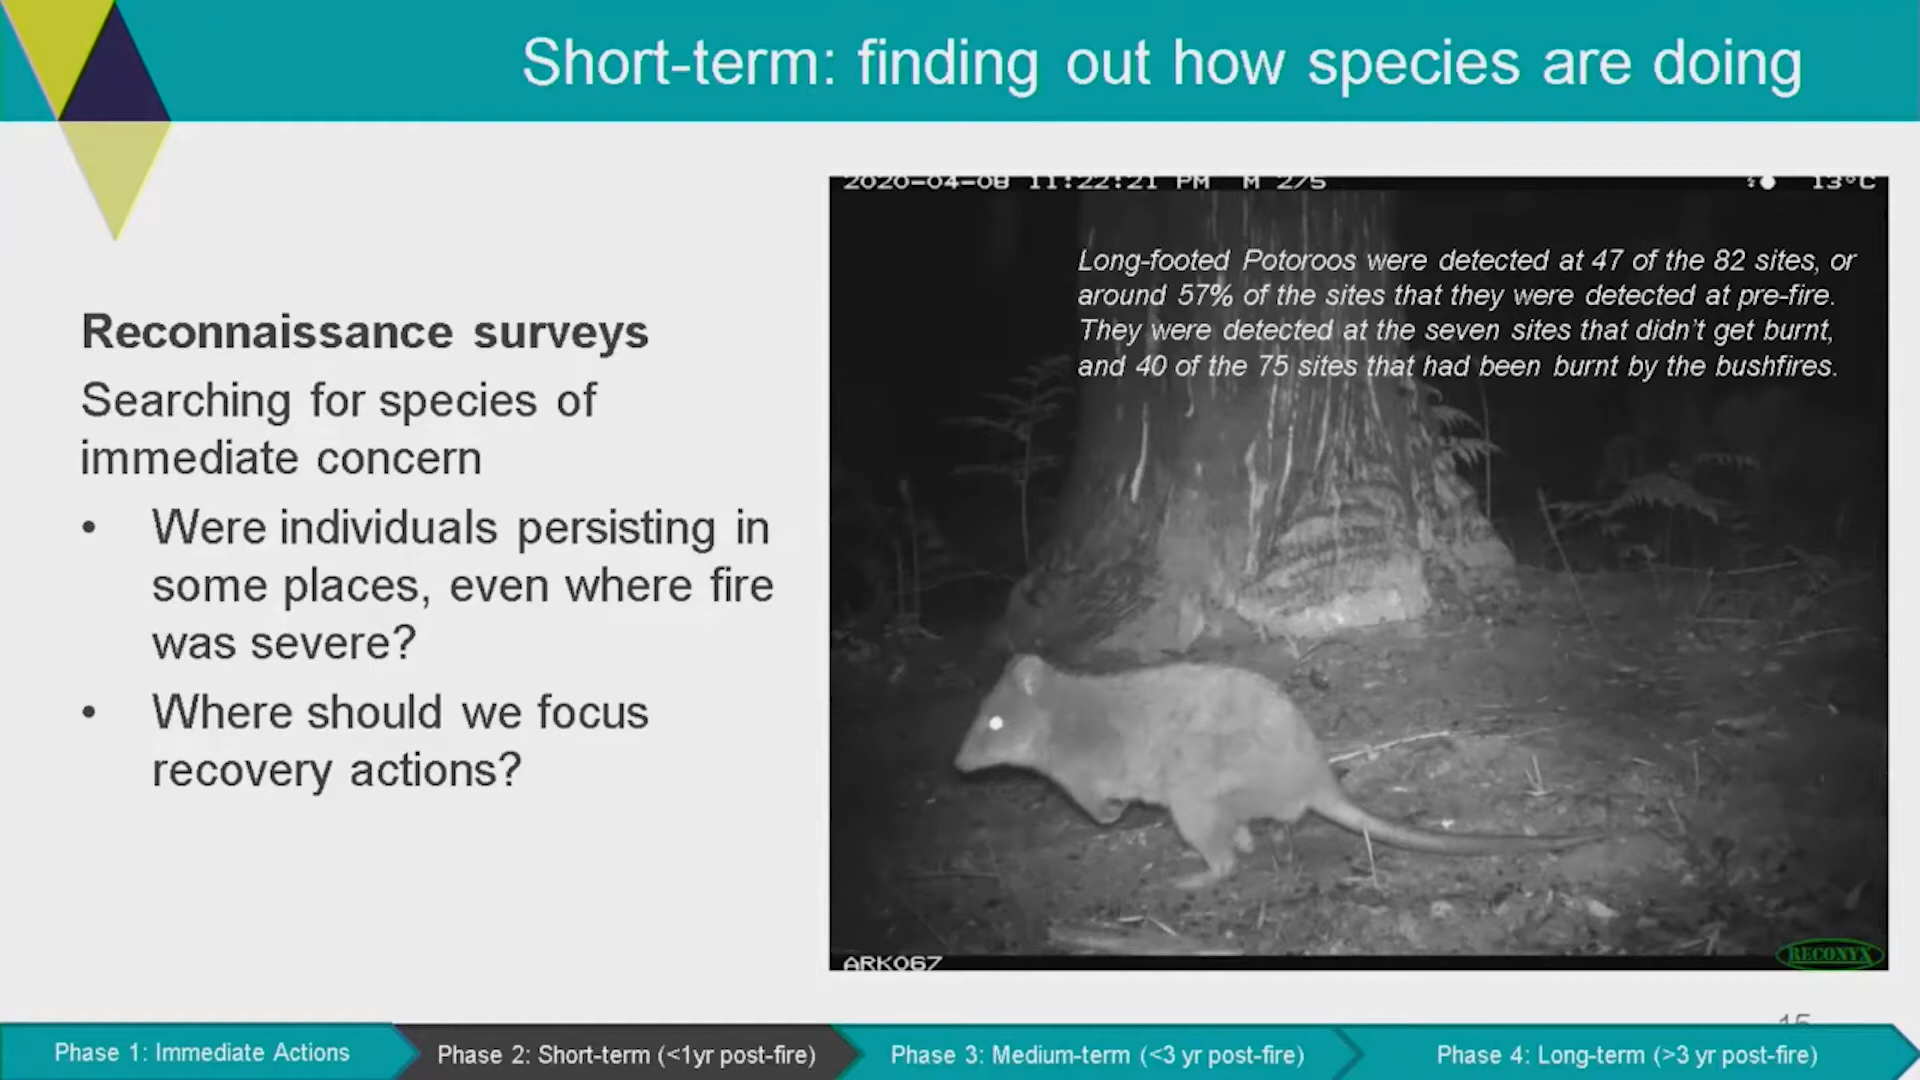 Short-term: finding out how species are doing
Reconnaissance surveys
Searching for species of
immediate concern
• Were individuals persisting in
some places, even where fire
was severe?
• Where should we focus
recovery actions?
2020-04-08 11:22:21 PM M 2/5
13°C
Long-footed Potoroos were detected at 47 of the 82 sites, or
around 57% of the sites that they were detected at pre-fire.
They were detected at the seven sites that didn't get burnt,
and 40 of the 75 sites that had been burnt by the bushfires.
ARK067
RECONYX
15
Phase 1: Immediate Actions
Phase 2: Short-term (<1yr post-fire)
Phase 3: Medium-term (<3 yr post-fire)
Phase 4: Long-term (>3 yr post-fire)